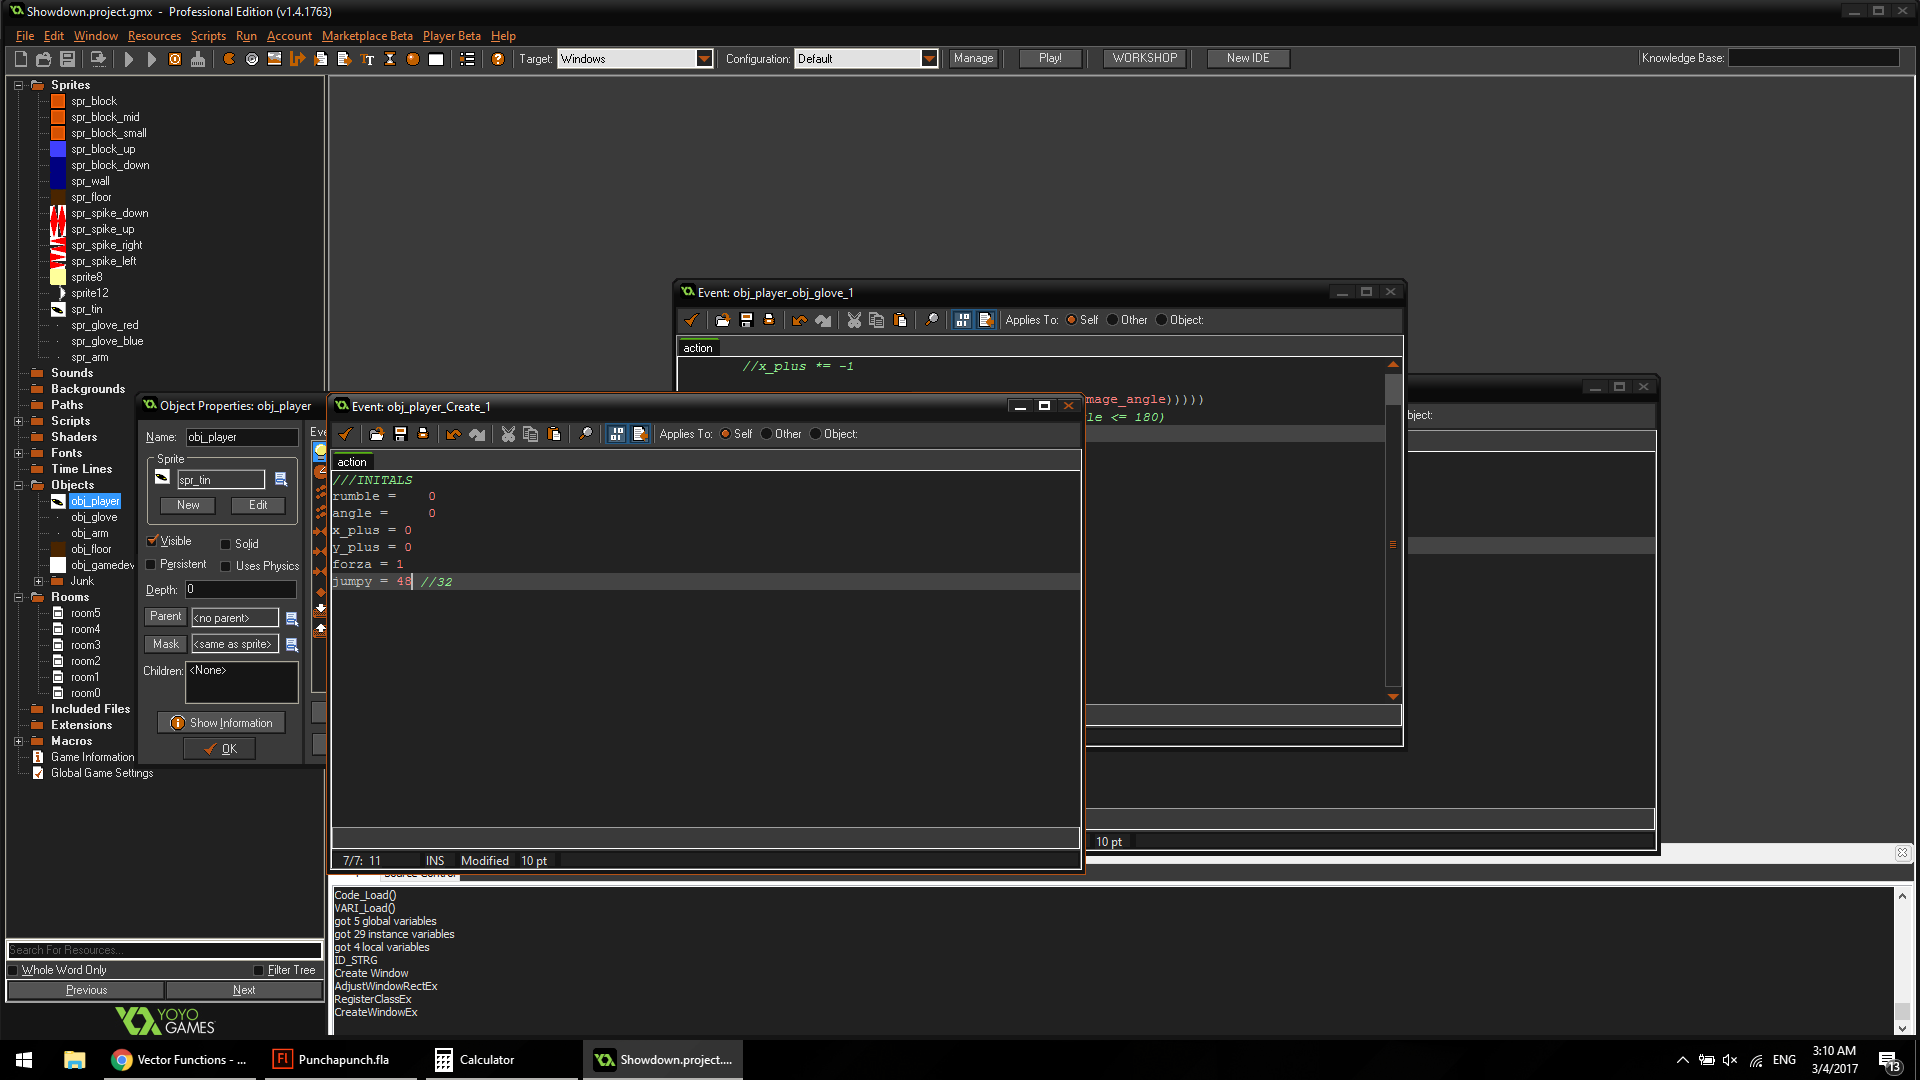 Showdown.project.gmx  -  Professional Edition (v1.4.1763)
File Edit Window Resources Scripts Run Account Marketplace Beta Player Beta Help
Target: Windows Configuration: Default Manage Play! WORKSHOP New IDE Knowledge Base:
Sprites
spr_block
spr_block_mid
spr_block_small
spr_block_up
spr_block_down
spr_wall
spr_floor
spr_spike_down
spr_spike_up
spr_spike_right
spr_spike_left
sprite8
sprite12
spr_tin
spr_glove_red
spr_glove_blue
spr_arm
Sounds
Backgrounds
Paths
Scripts
Shaders
Fonts
Time Lines
Objects
obj_player
obj_glove
obj_arm
obj_floor
obj_gamedev
Junk
Rooms
room5
room4
room3
room2
room1
room0
Included Files
Extensions
Macros
Game Information
Global Game Settings
Search For Resources...
Whole Word Only Filter Tree
Previous Next
YOYO
GAMES
Object Properties: obj_player
Name: obj_player
Sprite
spr_tin
New Edit
Visible Solid
Persistent Uses Physics
Depth: 0
Parent <no parent>
Mask <same as sprite>
Children: <None>
Show Information
OK
Event: obj_player_obj_glove_1
Applies To: Self Other Object:
action
//x_plus *= -1
mage_angle)))))
le <= 180)
bject:
10 pt
Event: obj_player_Create_1
Applies To: Self Other Object:
action
///INITALS
rumble =    0
angle =     0
x_plus = 0
y_plus = 0
forza = 1
jumpy = 48 //32
7/7: 11 INS Modified 10 pt
Source Control
Code_Load()
VARI_Load()
got 5 global variables
got 29 instance variables
got 4 local variables
ID_STRG
Create Window
AdjustWindowRectEx
RegisterClassEx
CreateWindowEx
Vector Functions - ... Punchapunch.fla Calculator Showdown.project.... ENG 3:10 AM
3/4/2017 13